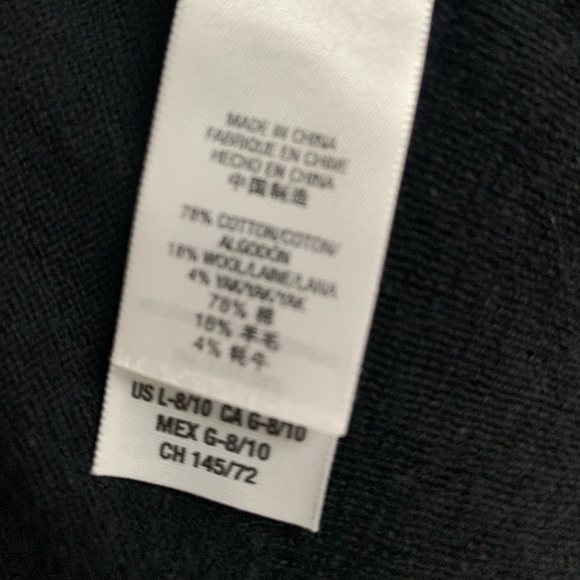 MADE IN CHINA
FABRIQUE EN CHINE
HECHO EN CHINA
中国制造
78% COTTON/COTON/
ALGODÓN
18% WOOL/LAINE/LANA
4% YAK/YAK/YAK
78% 棉
18% 羊毛
4% 牦牛
US L-8/10 CA G-8/10
MEX G-8/10
CH 145/72